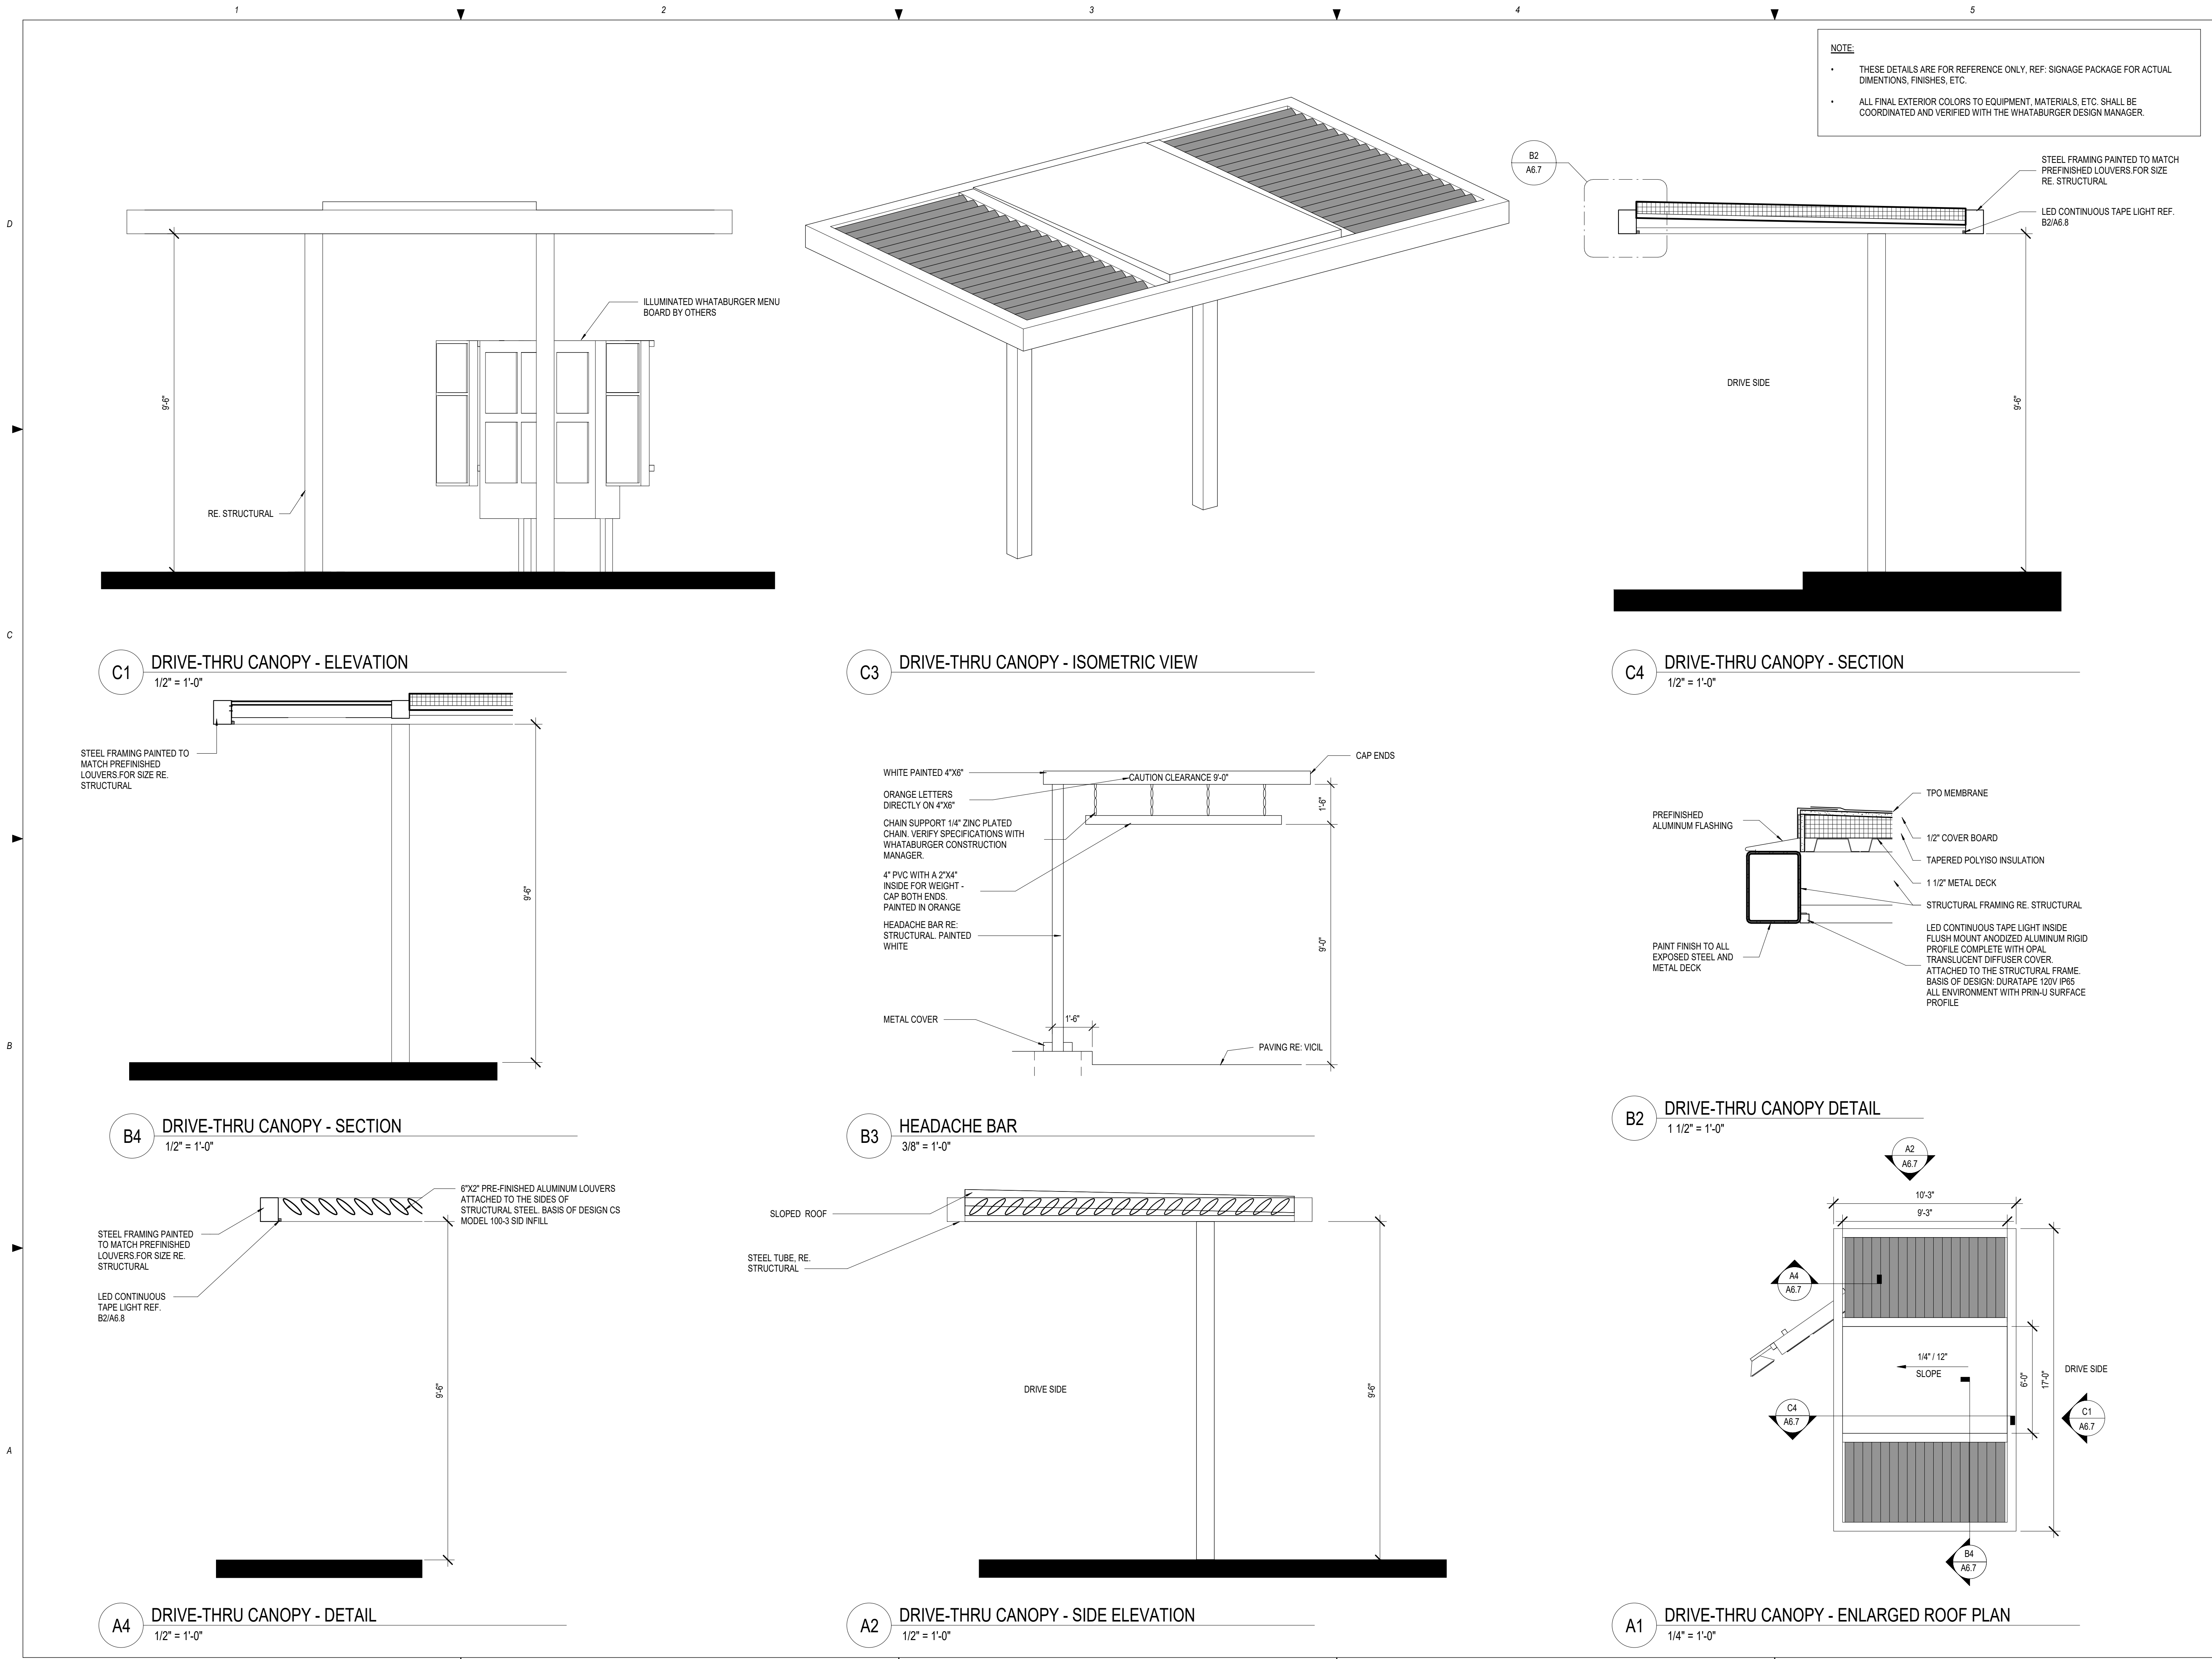 1
2
3
4
5
D
C
B
A
NOTE:
• THESE DETAILS ARE FOR REFERENCE ONLY, REF: SIGNAGE PACKAGE FOR ACTUAL
DIMENTIONS, FINISHES, ETC.
• ALL FINAL EXTERIOR COLORS TO EQUIPMENT, MATERIALS, ETC. SHALL BE
COORDINATED AND VERIFIED WITH THE WHATABURGER DESIGN MANAGER.
9'-6"
ILLUMINATED WHATABURGER MENU
BOARD BY OTHERS
RE. STRUCTURAL
C1
DRIVE-THRU CANOPY - ELEVATION
1/2" = 1'-0"
C3
DRIVE-THRU CANOPY - ISOMETRIC VIEW
B2
A6.7
STEEL FRAMING PAINTED TO MATCH
PREFINISHED LOUVERS.FOR SIZE
RE. STRUCTURAL
LED CONTINUOUS TAPE LIGHT REF.
B2/A6.8
DRIVE SIDE
9'-6"
C4
DRIVE-THRU CANOPY - SECTION
1/2" = 1'-0"
STEEL FRAMING PAINTED TO
MATCH PREFINISHED
LOUVERS.FOR SIZE RE.
STRUCTURAL
9'-6"
B4
DRIVE-THRU CANOPY - SECTION
1/2" = 1'-0"
WHITE PAINTED 4"X6"
ORANGE LETTERS
DIRECTLY ON 4"X6"
CHAIN SUPPORT 1/4" ZINC PLATED
CHAIN. VERIFY SPECIFICATIONS WITH
WHATABURGER CONSTRUCTION
MANAGER.
4" PVC WITH A 2"X4"
INSIDE FOR WEIGHT -
CAP BOTH ENDS.
PAINTED IN ORANGE
HEADACHE BAR RE:
STRUCTURAL. PAINTED
WHITE
METAL COVER
CAUTION CLEARANCE 9'-0"
CAP ENDS
1'-6"
9'-0"
1'-6"
PAVING RE: VICIL
B3
HEADACHE BAR
3/8" = 1'-0"
PREFINISHED
ALUMINUM FLASHING
PAINT FINISH TO ALL
EXPOSED STEEL AND
METAL DECK
TPO MEMBRANE
1/2" COVER BOARD
TAPERED POLYISO INSULATION
1 1/2" METAL DECK
STRUCTURAL FRAMING RE. STRUCTURAL
LED CONTINUOUS TAPE LIGHT INSIDE
FLUSH MOUNT ANODIZED ALUMINUM RIGID
PROFILE COMPLETE WITH OPAL
TRANSLUCENT DIFFUSER COVER.
ATTACHED TO THE STRUCTURAL FRAME.
BASIS OF DESIGN: DURATAPE 120V IP65
ALL ENVIRONMENT WITH PRIN-U SURFACE
PROFILE
B2
DRIVE-THRU CANOPY DETAIL
1 1/2" = 1'-0"
6"X2" PRE-FINISHED ALUMINUM LOUVERS
ATTACHED TO THE SIDES OF
STRUCTURAL STEEL. BASIS OF DESIGN CS
MODEL 100-3 SID INFILL
STEEL FRAMING PAINTED
TO MATCH PREFINISHED
LOUVERS.FOR SIZE RE.
STRUCTURAL
LED CONTINUOUS
TAPE LIGHT REF.
B2/A6.8
9'-6"
A4
DRIVE-THRU CANOPY - DETAIL
1/2" = 1'-0"
SLOPED ROOF
STEEL TUBE, RE.
STRUCTURAL
DRIVE SIDE
9'-6"
A2
DRIVE-THRU CANOPY - SIDE ELEVATION
1/2" = 1'-0"
A2
A6.7
10'-3"
9'-3"
A4
A6.7
1/4" / 12"
SLOPE
6'-0"
17'-0"
DRIVE SIDE
C4
A6.7
C1
A6.7
B4
A6.7
A1
DRIVE-THRU CANOPY - ENLARGED ROOF PLAN
1/4" = 1'-0"